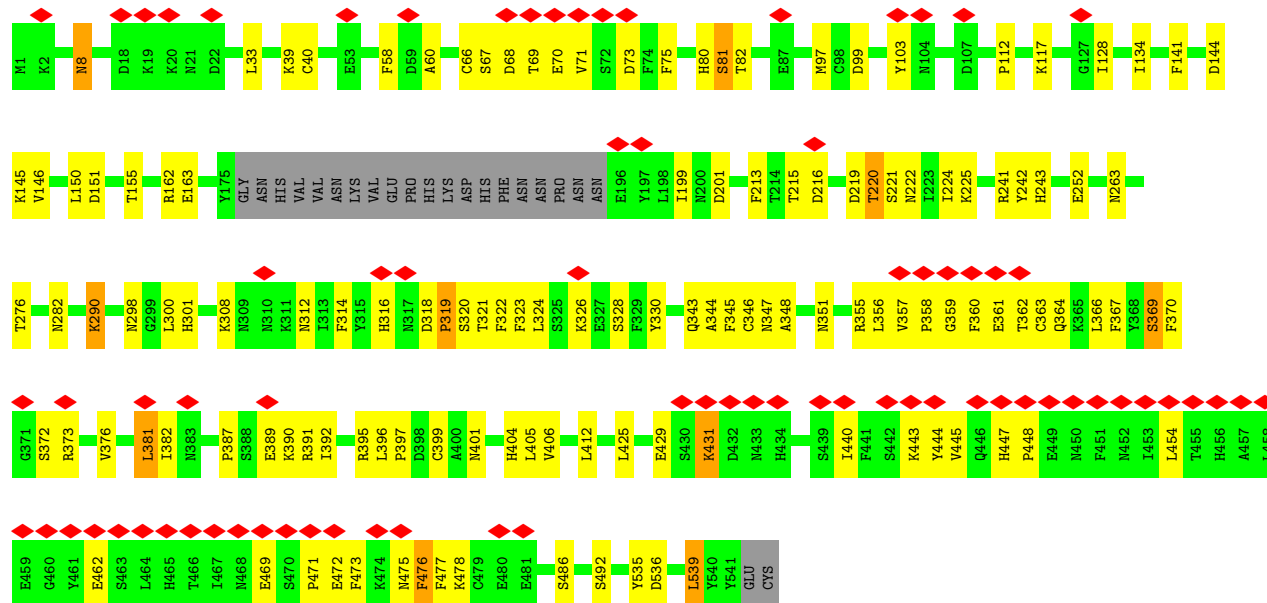 M1 K2 N8 D18 K19 K20 N21 D22 L33 K39 C40 E53 F58 D59 A60 C66 S67 D68 T69 E70 V71 S72 D73 F74 F75 H80 S81 T82 E87 M97 C98 D99 Y103 N104 D107 P112 K117 G127 I128 I134 F141 D144
K145 V146 L150 D151 T155 R162 E163 Y175 GLY ASN HIS VAL VAL ASN LYS VAL GLU PRO HIS LYS ASP HIS PHE ASN ASN PRO ASN ASN E196 Y197 L198 I199 N200 D201 F213 T214 T215 D216 D219 T220 S221 N222 I223 I224 K225 R241 Y242 H243 E252 N263
T276 N282 K290 N298 G299 L300 H301 K308 N309 N310 K311 N312 I313 F314 Y315 H316 N317 D318 P319 S320 T321 F322 F323 L324 S325 K326 E327 S328 F329 Y330 Q343 A344 F345 C346 N347 A348 N351 R355 L356 V357 P358 G359 F360 E361 T362 C363 Q364 K365 L366 F367 Y368 S369 F370
G371 S372 R373 V376 L381 I382 N383 P387 S388 E389 K390 R391 I392 R395 L396 P397 D398 C399 A400 N401 H404 L405 V406 L412 L425 E429 S430 K431 D432 N433 H434 S439 I440 F441 S442 K443 Y444 V445 Q446 H447 P448 E449 N450 F451 N452 I453 L454 T455 H456 A457 L458
E459 G460 Y461 E462 S463 L464 H465 T466 I467 N468 E469 S470 P471 E472 F473 K474 N475 F476 F477 K478 C479 E480 E481 S486 S492 Y535 D536 L539 Y540 Y541 GLU CYS